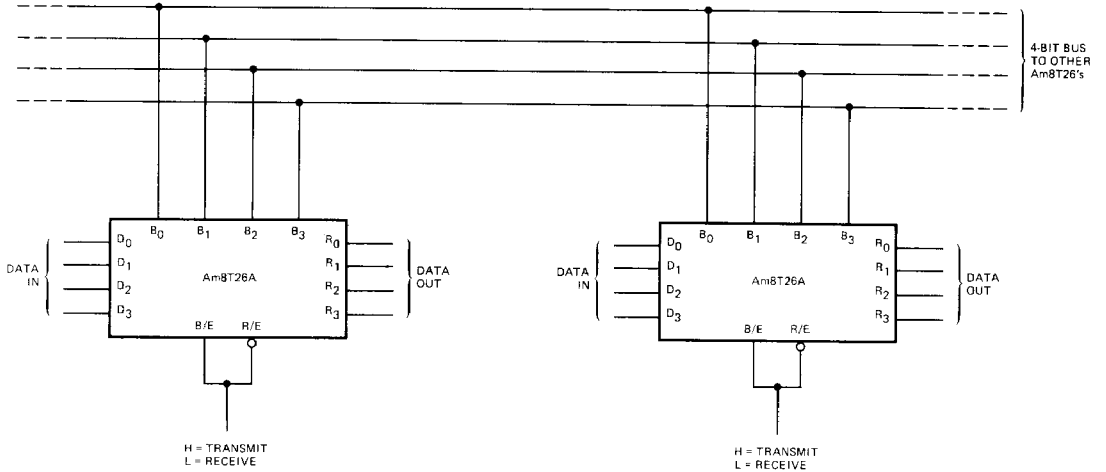 4-BIT BUS
TO OTHER
Am8T26's
B0 B1 B2 B3
D0
D1
D2
D3
DATA
IN
Am8T26A
R0
R1
R2
R3
DATA
OUT
B/E R/E
H = TRANSMIT
L = RECEIVE
B0 B1 B2 B3
D0
D1
D2
D3
DATA
IN
Am8T26A
R0
R1
R2
R3
DATA
OUT
B/E R/E
H = TRANSMIT
L = RECEIVE